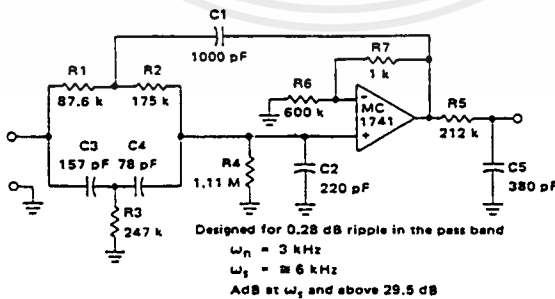 C1
1000 pF
R1
87.6 k
R2
175 k
R7
1 k
R6
600 k
MC
1741
R5
212 k
C3
157 pF
C4
78 pF
R4
1.11 M
C2
220 pF
C5
380 pF
R3
247 k
Designed for 0.28 dB ripple in the pass band
ωn = 3 kHz
ωs = ≅ 6 kHz
AdB at ωs and above 29.5 dB